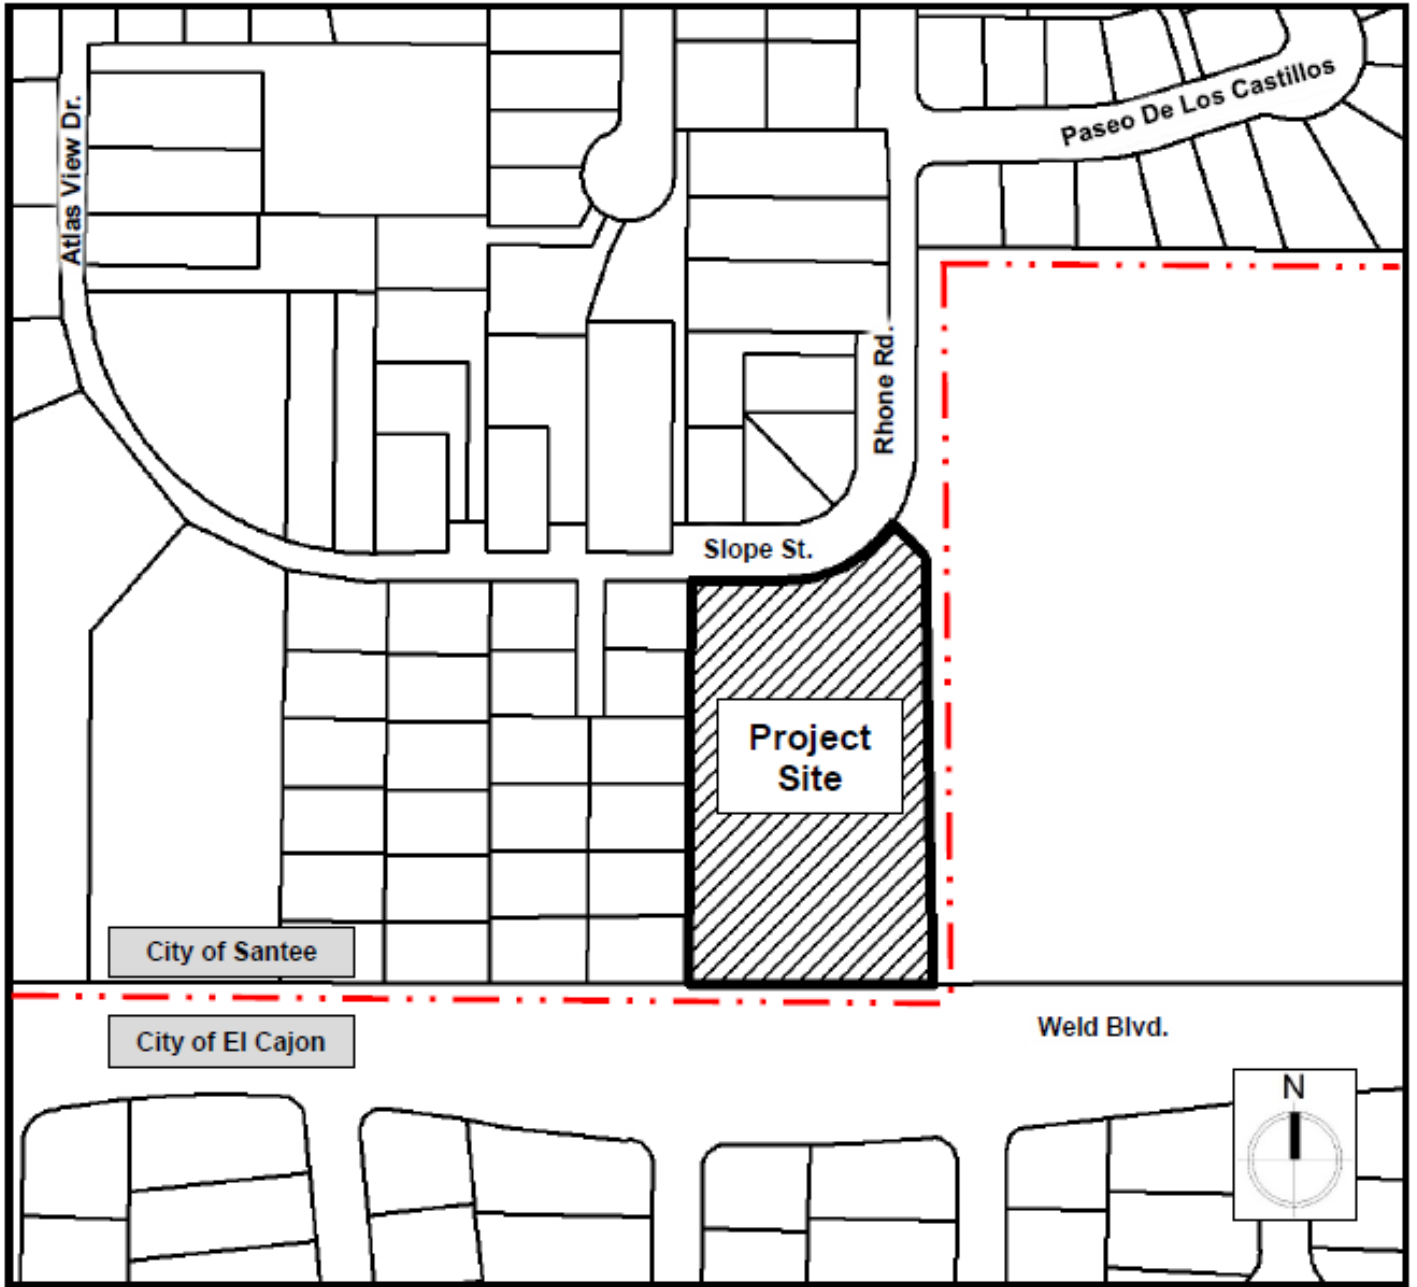 Paseo De Los Castillos
Atlas View Dr.
Rhone Rd.
Slope St.
Project
Site
City of Santee
City of El Cajon
Weld Blvd.
N